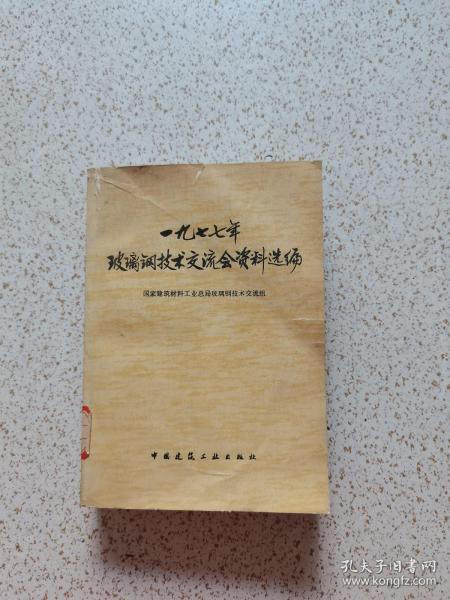 一九七七年
玻璃钢技术交流会资料选编
国家建筑材料工业总局玻璃钢技术交流组
中国建筑工业出版社
孔夫子旧书网
www.kongfz.com